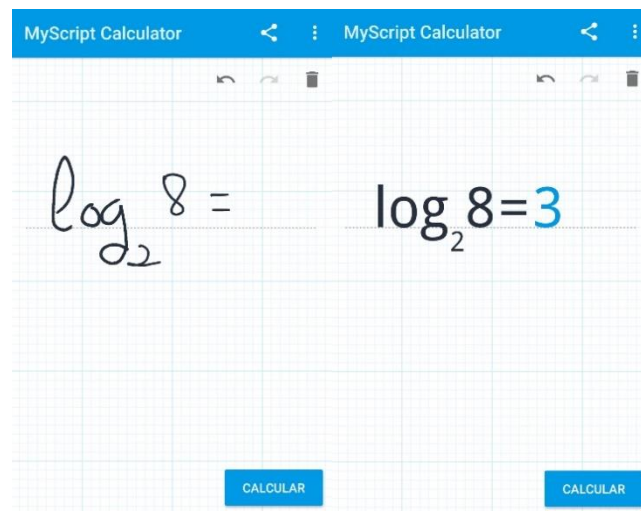 MyScript Calculator
log₂ 8 =
CALCULAR
MyScript Calculator
log₂8=3
CALCULAR